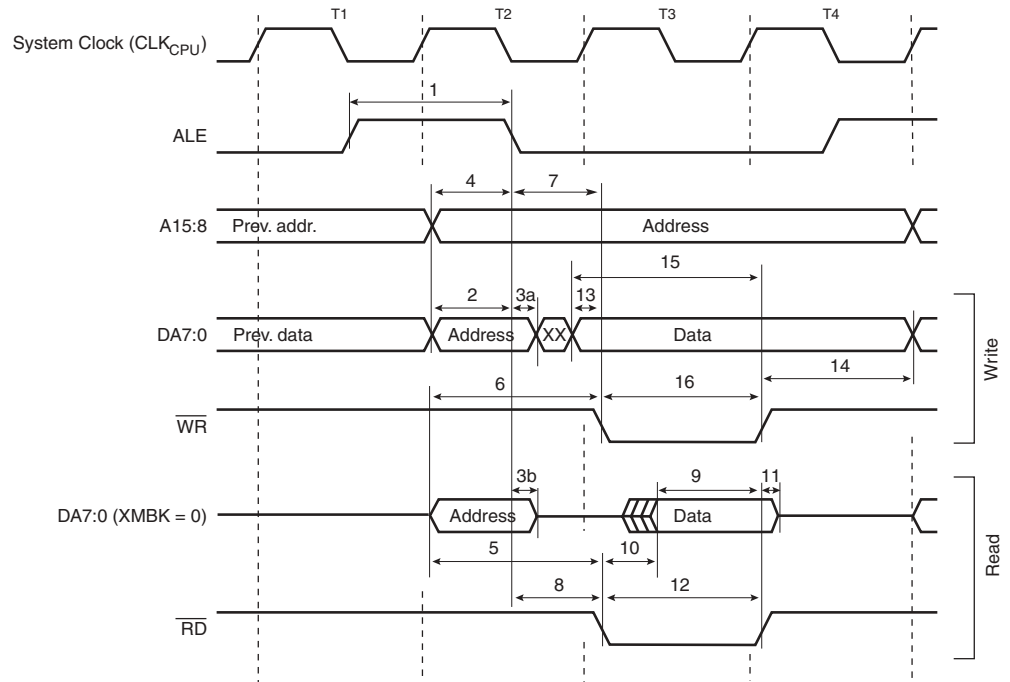 T1 T2 T3 T4
System Clock (CLKCPU)
1
ALE
4 7
A15:8 Prev. addr. Address
15
2 3a 13
DA7:0 Prev. data Address XX Data
14
6 16
WR
Write
3b 9 11
DA7:0 (XMBK = 0) Address Data
5 10
8 12
RD
Read